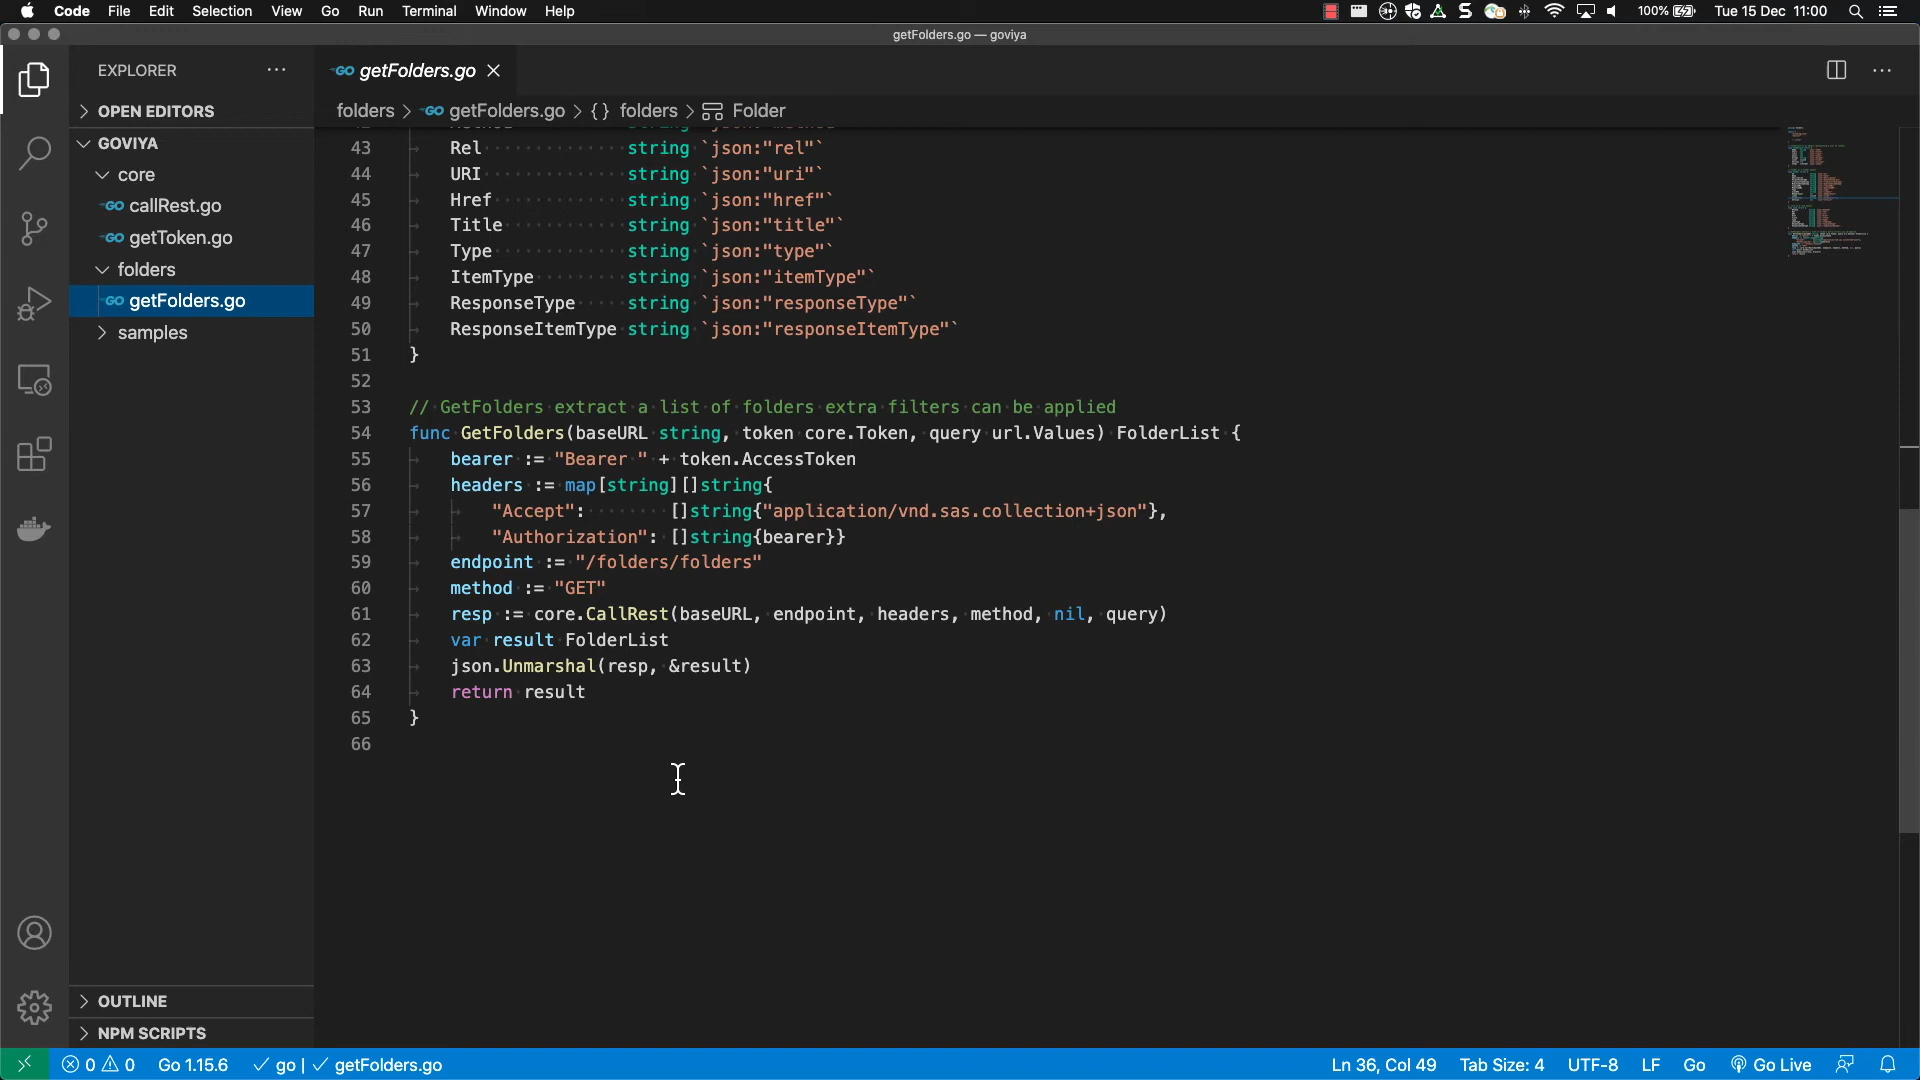 Code File Edit Selection View Go Run Terminal Window Help 100% Tue 15 Dec 11:00
getFolders.go — goviya
EXPLORER
GO getFolders.go
folders > GO getFolders.go > {} folders > Folder
OPEN EDITORS
GOVIYA
core
GO callRest.go
GO getToken.go
folders
GO getFolders.go
samples
OUTLINE
NPM SCRIPTS
43 Rel string `json:"rel"`
44 URI string `json:"uri"`
45 Href string `json:"href"`
46 Title string `json:"title"`
47 Type string `json:"type"`
48 ItemType string `json:"itemType"`
49 ResponseType string `json:"responseType"`
50 ResponseItemType string `json:"responseItemType"`
51 }
52
53 // GetFolders extract a list of folders extra filters can be applied
54 func GetFolders(baseURL string, token core.Token, query url.Values) FolderList {
55 bearer := "Bearer " + token.AccessToken
56 headers := map[string][]string{
57 "Accept": []string{"application/vnd.sas.collection+json"},
58 "Authorization": []string{bearer}}
59 endpoint := "/folders/folders"
60 method := "GET"
61 resp := core.CallRest(baseURL, endpoint, headers, method, nil, query)
62 var result FolderList
63 json.Unmarshal(resp, &result)
64 return result
65 }
66
0 0 Go 1.15.6 go | getFolders.go Ln 36, Col 49 Tab Size: 4 UTF-8 LF Go Go Live